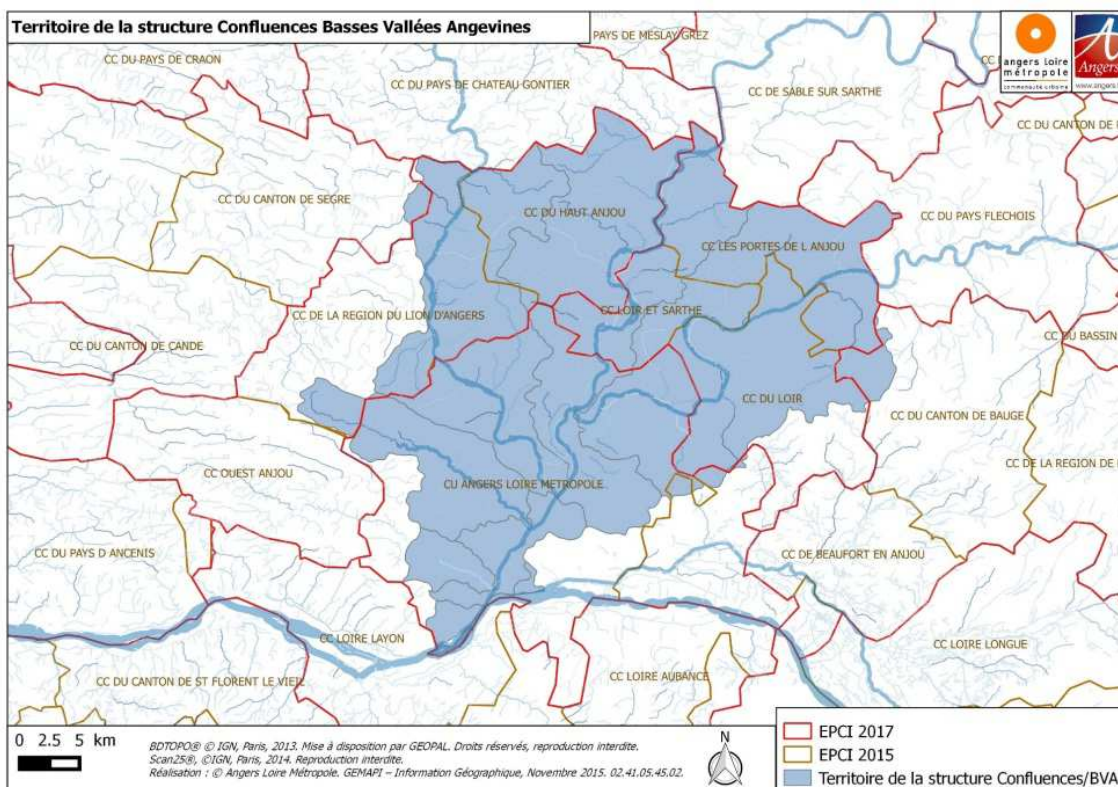 Territoire de la structure Confluences Basses Vallées Angevines
angers Loire
métropole
communauté urbaine
Angers
www.angers.
PAYS DE MESLAY GREZ
CC DU PAYS DE CRAON
CC DU PAYS DE CHATEAU GONTIER
CC DE SABLE SUR SARTHE
CC DU CANTON DE
CC DU CANTON DE SEGRE
CC DU HAUT ANJOU
CC DU PAYS FLECHOIS
CC LES PORTES DE L ANJOU
CC DE LA REGION DU LION D'ANGERS
CC LOIR ET SARTHE
CC DU CANTON DE CANDE
CC DU BASSIN
CC DU LOIR
CC DU CANTON DE BAUGE
CC OUEST ANJOU
CU ANGERS LOIRE METROPOLE
CC DE LA REGION DE
CC DU PAYS D ANCENIS
CC DE BEAUFORT EN ANJOU
CC LOIRE LAYON
CC LOIRE LONGUE
CC DU CANTON DE ST FLORENT LE VIEIL
CC LOIRE AUBANCE
0 2.5 5 km
BDTOPO® © IGN, Paris, 2013. Mise à disposition par GEOPAL. Droits réservés, reproduction interdite.
Scan25®, ©IGN, Paris, 2014. Reproduction interdite.
Réalisation : © Angers Loire Métropole. GEMAPI – Information Géographique, Novembre 2015. 02.41.05.45.02.
N
EPCI 2017
EPCI 2015
Territoire de la structure Confluences/BVA